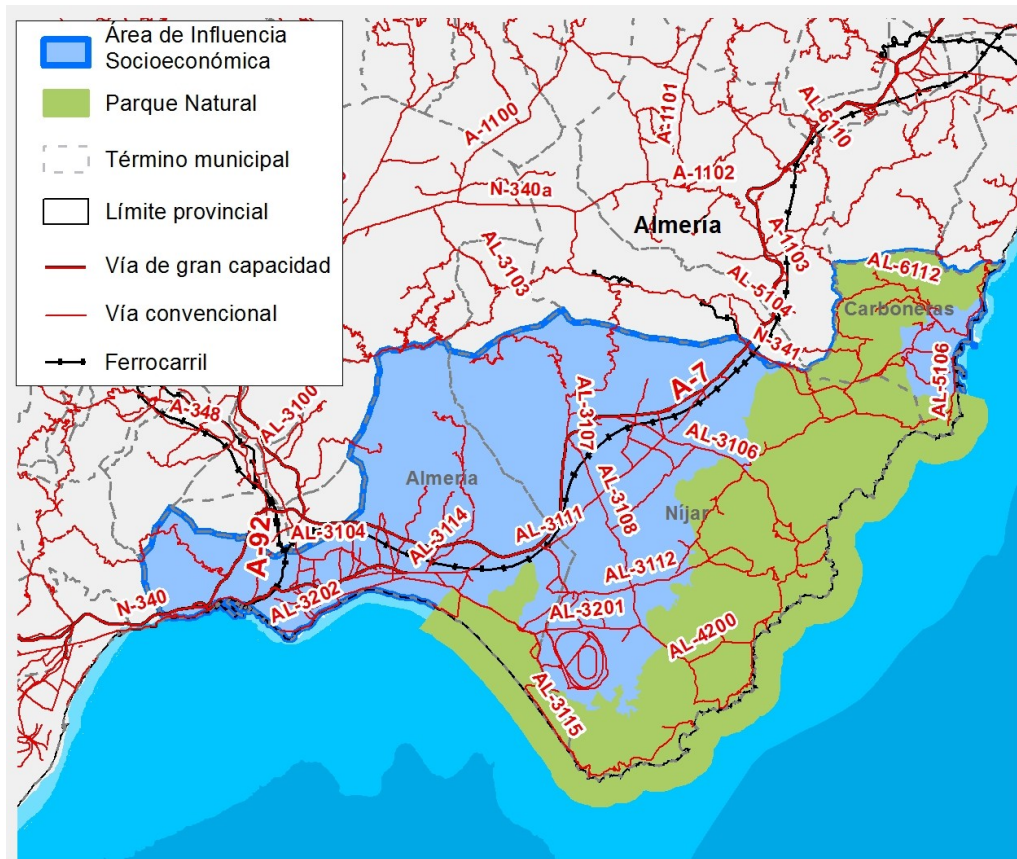 Área de Influencia
Socioeconómica
Parque Natural
Término municipal
Límite provincial
Vía de gran capacidad
Vía convencional
Ferrocarril
AL-6110
A-1100
A-1101
A-1102
N-340a
Almería
A-1103
AL-3103
AL-6112
AL-5104
Carboneras
N-341
AL-5106
A-7
A-348
AL-3100
AL-3107
AL-3106
Almería
AL-3108
Níjar
A-92
AL-3104
AL-3114
AL-3111
AL-3112
N-340
AL-3202
AL-3201
AL-4200
AL-3115